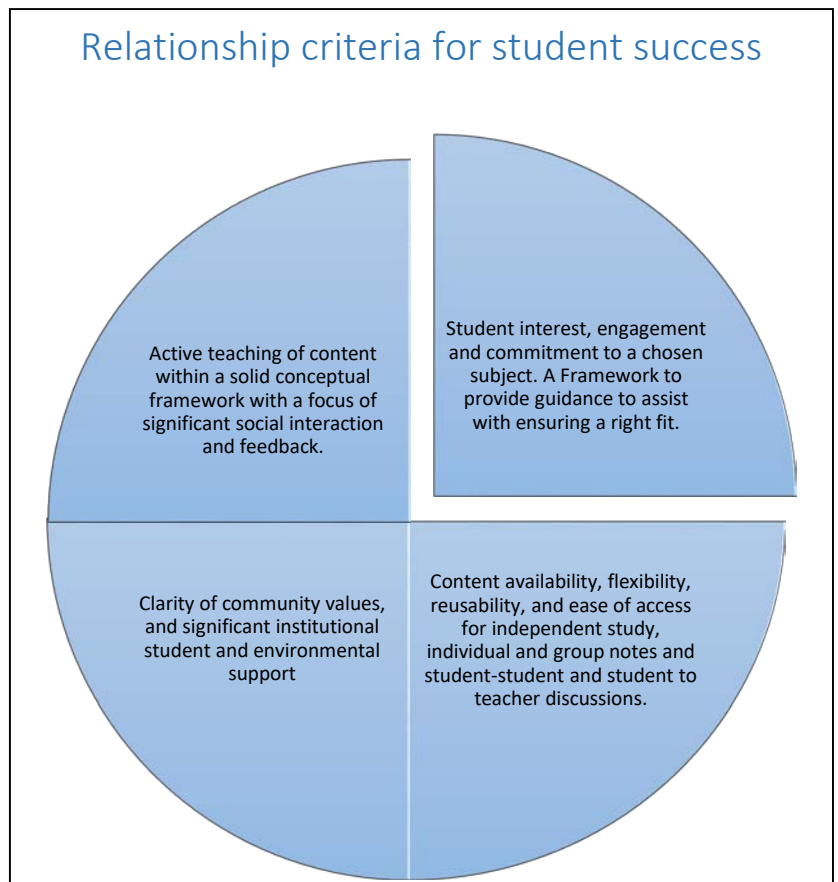 Relationship criteria for student success
Active teaching of content
within a solid conceptual
framework with a focus of
significant social interaction
and feedback.
Student interest, engagement
and commitment to a chosen
subject. A Framework to
provide guidance to assist
with ensuring a right fit.
Clarity of community values,
and significant institutional
student and environmental
support
Content availability, flexibility,
reusability, and ease of access
for independent study,
individual and group notes and
student-student and student to
teacher discussions.